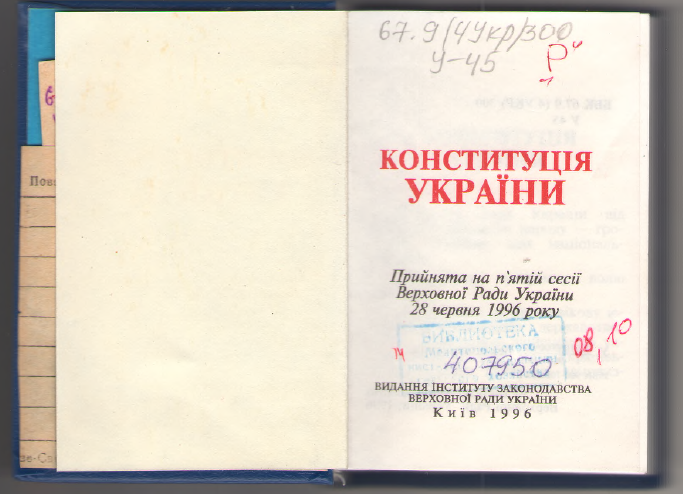 67.9(4Укр)300
У-45
КОНСТИТУЦІЯ
УКРАЇНИ
Прийнята на п'ятій сесії
Верховної Ради України
28 червня 1996 року
БИБЛИОТЕКА
08,10
407950
ВИДАННЯ ІНСТИТУТУ ЗАКОНОДАВСТВА
ВЕРХОВНОЇ РАДИ УКРАЇНИ
Київ 1996